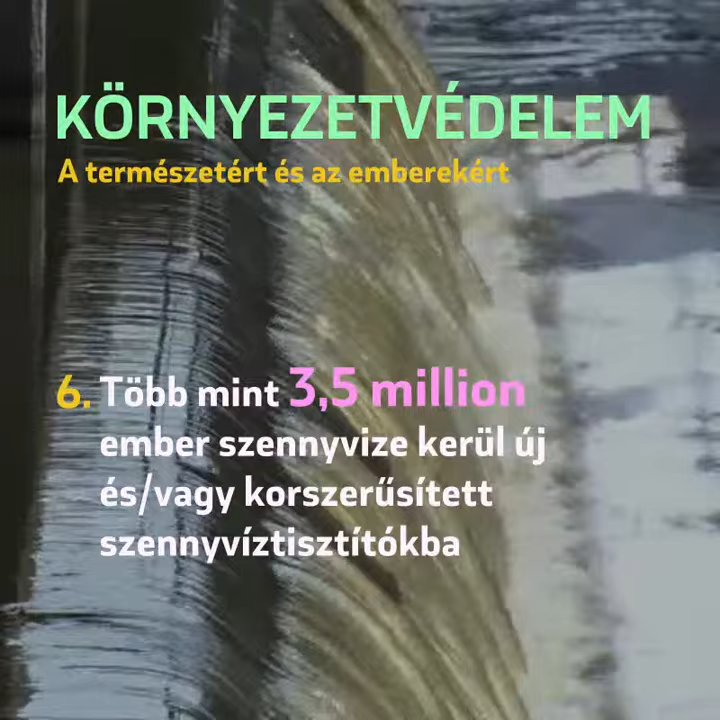 KÖRNYEZETVÉDELEM
A természetért és az emberekért
6. Több mint 3,5 million
ember szennyvize kerül új
és/vagy korszerűsített
szennyvíztisztítókba